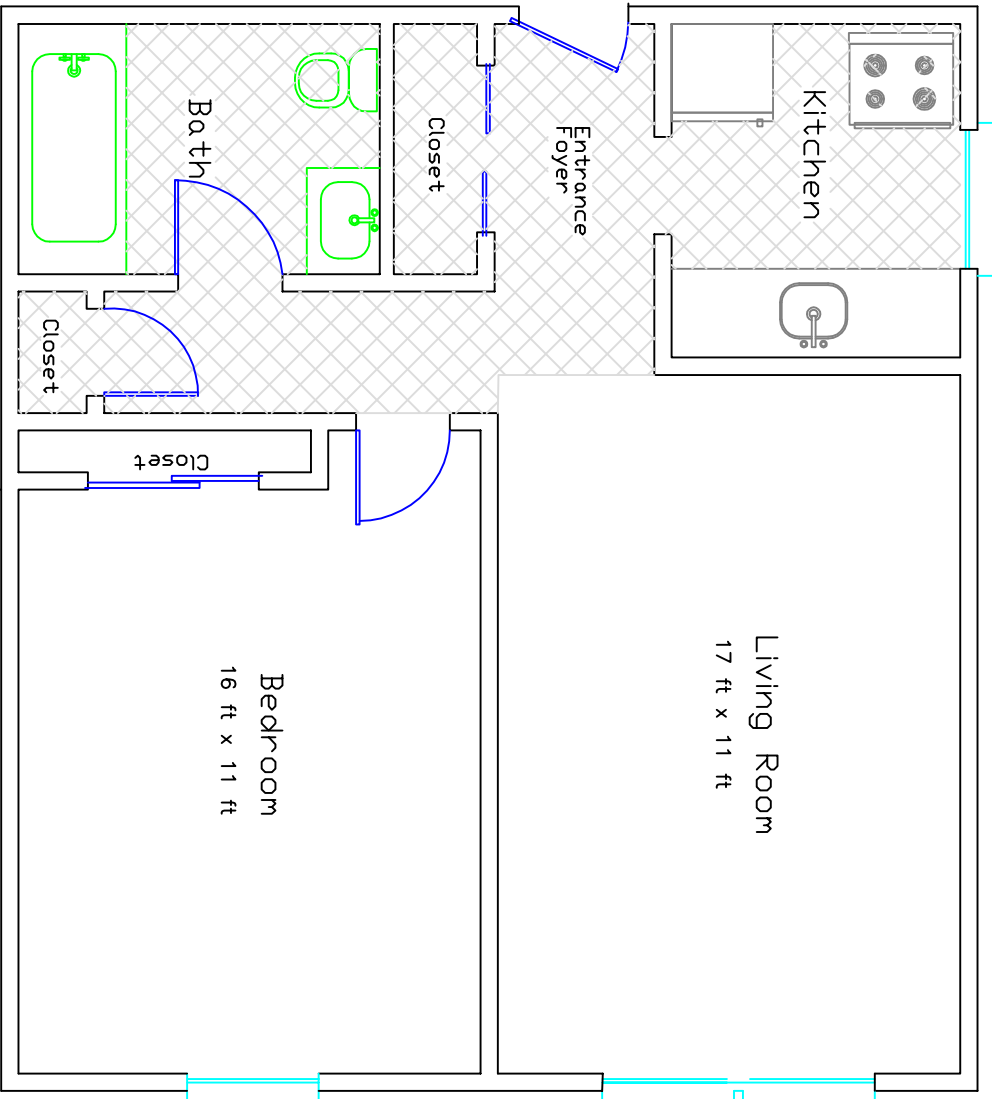 Kitchen
Entrance
Foyer
Closet
Bath
Closet
Closet
Living Room
17 ft x 11 ft
Bedroom
16 ft x 11 ft